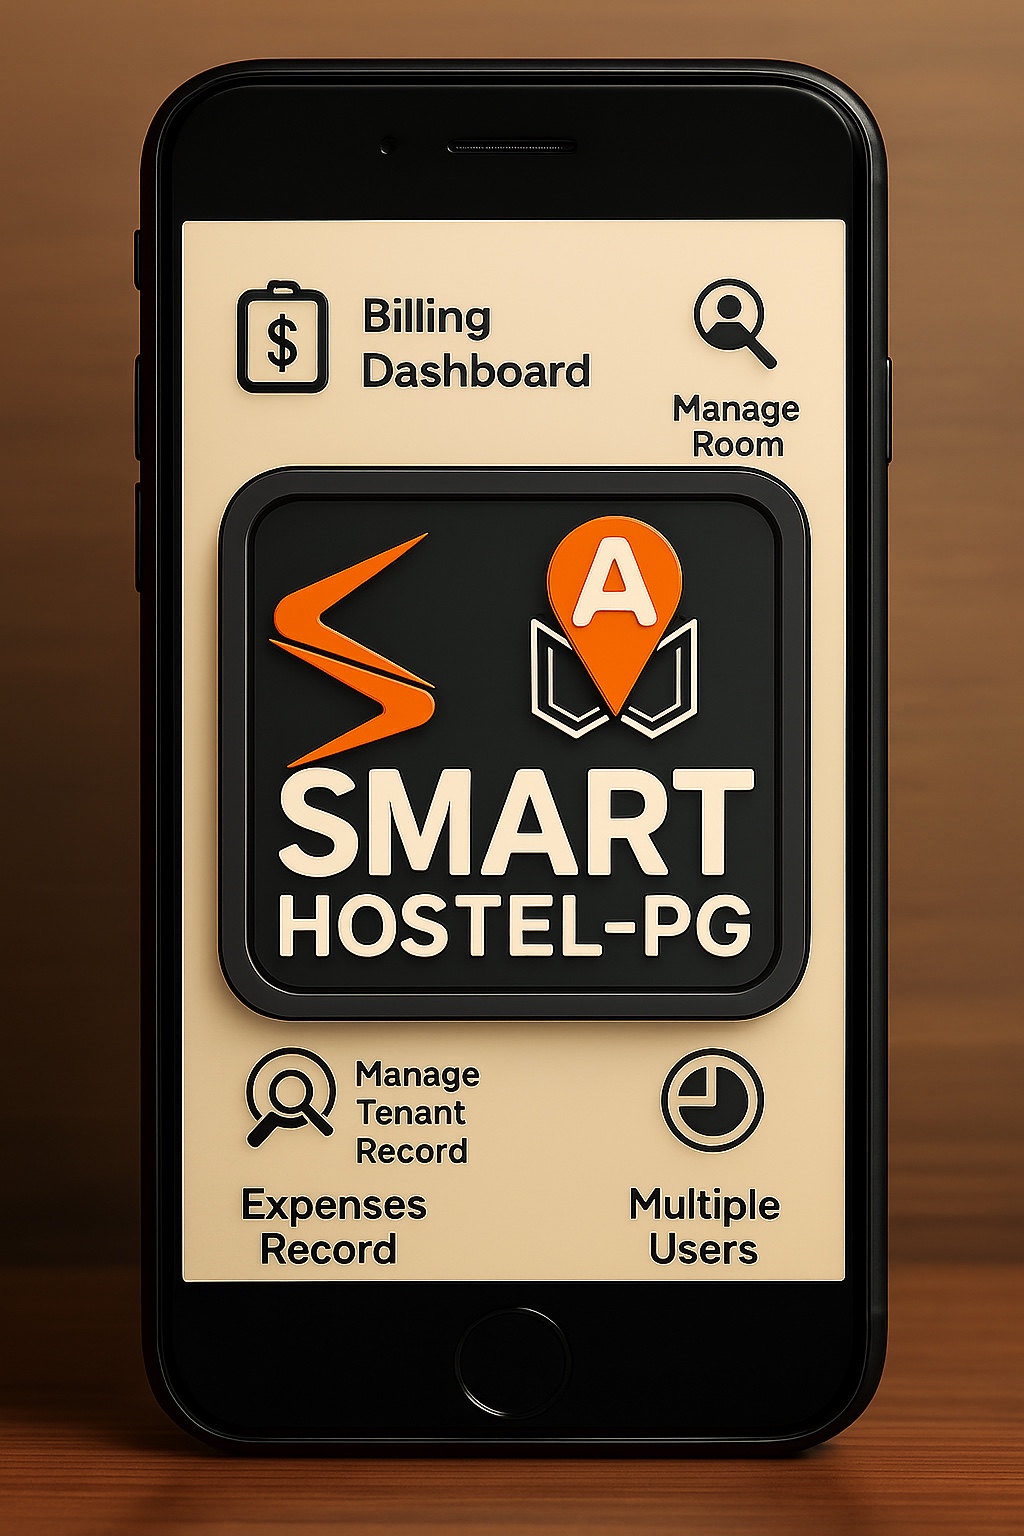 $
Billing
Dashboard
Manage
Room
A
SMART
HOSTEL-PG
Manage
Tenant
Record
Expenses
Record
Multiple
Users